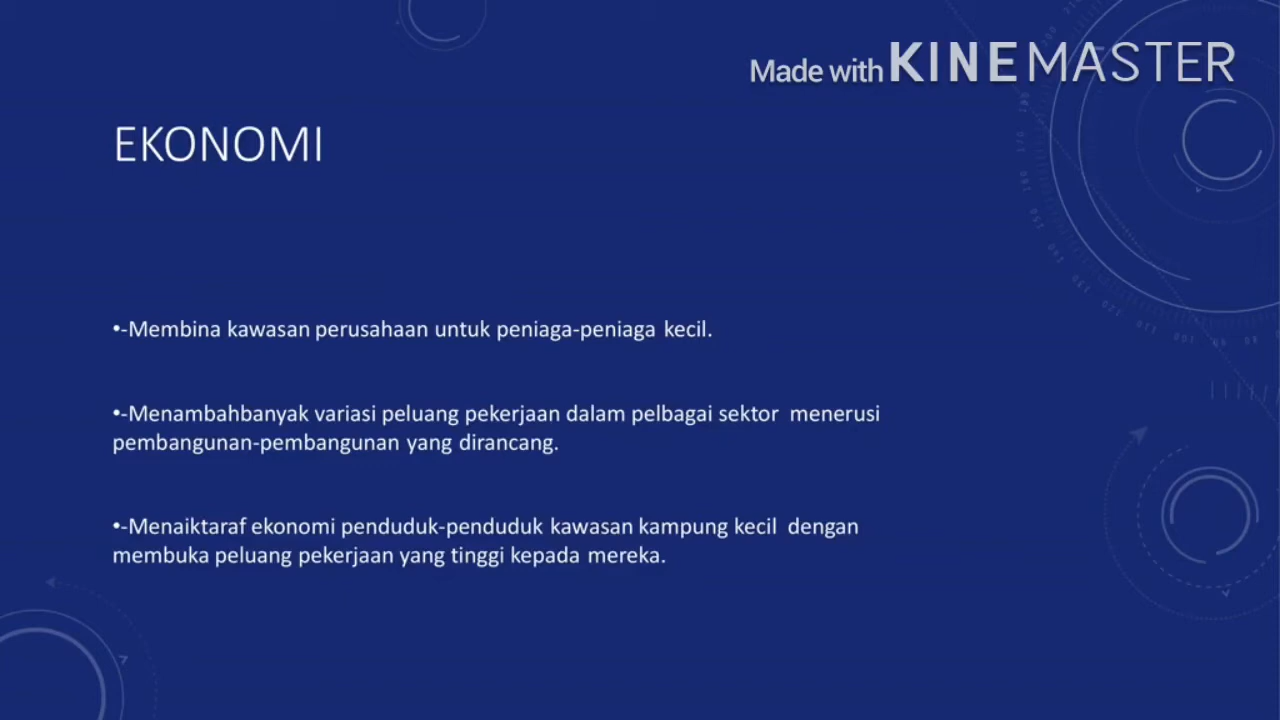 Made with KINEMASTER
EKONOMI
•-Membina kawasan perusahaan untuk peniaga-peniaga kecil.
•-Menambahbanyak variasi peluang pekerjaan dalam pelbagai sektor menerusi
pembangunan-pembangunan yang dirancang.
•-Menaiktaraf ekonomi penduduk-penduduk kawasan kampung kecil dengan
membuka peluang pekerjaan yang tinggi kepada mereka.